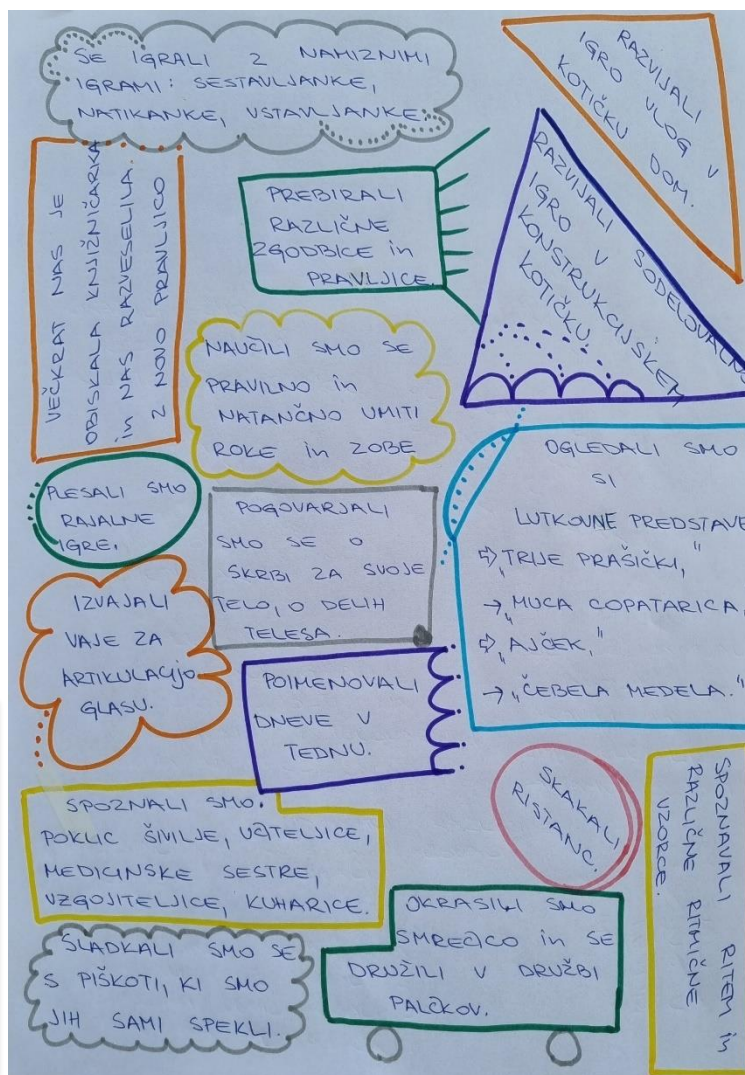 SE IGRALI Z NAMIZNIMI
IGRAMI: SESTAVLJANKE,
NATIKANKE, VSTAVLJANKE.
RAZVIJALI
IGRO VLOG V
KOTIČKU DOM.
VEČKRAT NAS JE
OBISKALA KNJIŽNIČARKA
in NAS RAZVESELILA
Z NOVO PRAVLJICO
PREBIRALI
RAZLIČNE
ZGODBICE in
PRAVLJICE.
RAZVIJALI SODELOVALNO
IGRO V
KONSTRUKCIJSKEM
KOTIČKU.
NAUČILI SMO SE
PRAVILNO in
NATANČNO UMITI
ROKE in ZOBE
PLESALI SMO
RAJALNE
IGRE.
POGOVARJALI
SMO SE O
SKRBI ZA SVOJE
TELO, O DELIH
TELESA.
OGLEDALI SMO
SI
LUTKOVNE PREDSTAVE
⇨ „TRIJE PRAŠIČKI,"
→ „MUCA COPATARICA,
⇨ „AJČEK,"
→ „ČEBELA MEDELA."
IZVAJALI
VAJE ZA
ARTIKULACIJO
GLASU.
POIMENOVALI
DNEVE V
TEDNU.
SPOZNALI SMO:
POKLIC ŠIVILJE, UČITELJICE,
MEDICINSKE SESTRE,
VZGOJITELJICE, KUHARICE.
SKAKALI
RISTANC.
SPOZNAVALI RITEM in
RAZLIČNE RITMIČNE
VZORCE.
SLADKALI SMO SE
S PIŠKOTI, KI SMO
JIH SAMI SPEKLI.
OKRASILI SMO
SMREČICO in SE
DRUŽILI V DRUŽBI
PALČKOV.